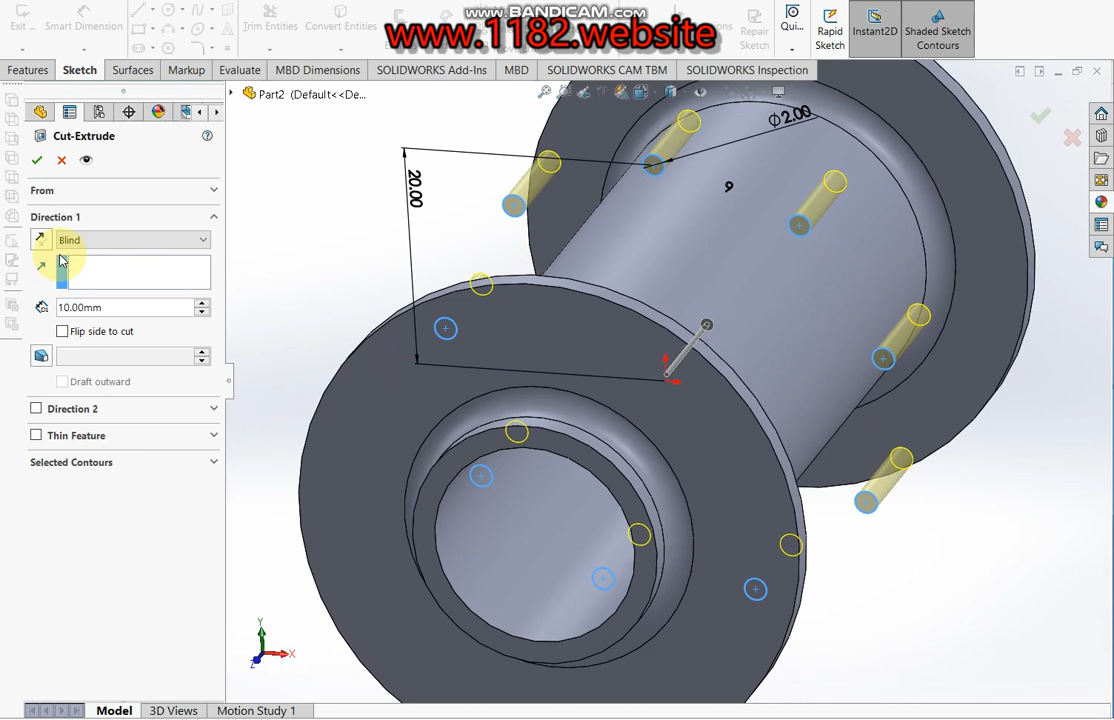 www.BANDICAM.com
www.1182.website
Exit ...
Smart Dimension
Trim Entities
Convert Entities
Repair Sketch
Qui...
Rapid Sketch
Instant2D
Shaded Sketch Contours
Features
Sketch
Surfaces
Markup
Evaluate
MBD Dimensions
SOLIDWORKS Add-Ins
MBD
SOLIDWORKS CAM TBM
SOLIDWORKS Inspection
Part2 (Default<<De...
Cut-Extrude
From
Direction 1
Blind
10.00mm
Flip side to cut
Draft outward
Direction 2
Thin Feature
Selected Contours
20.00
∅2.00
9
Y
X
Z
Model
3D Views
Motion Study 1